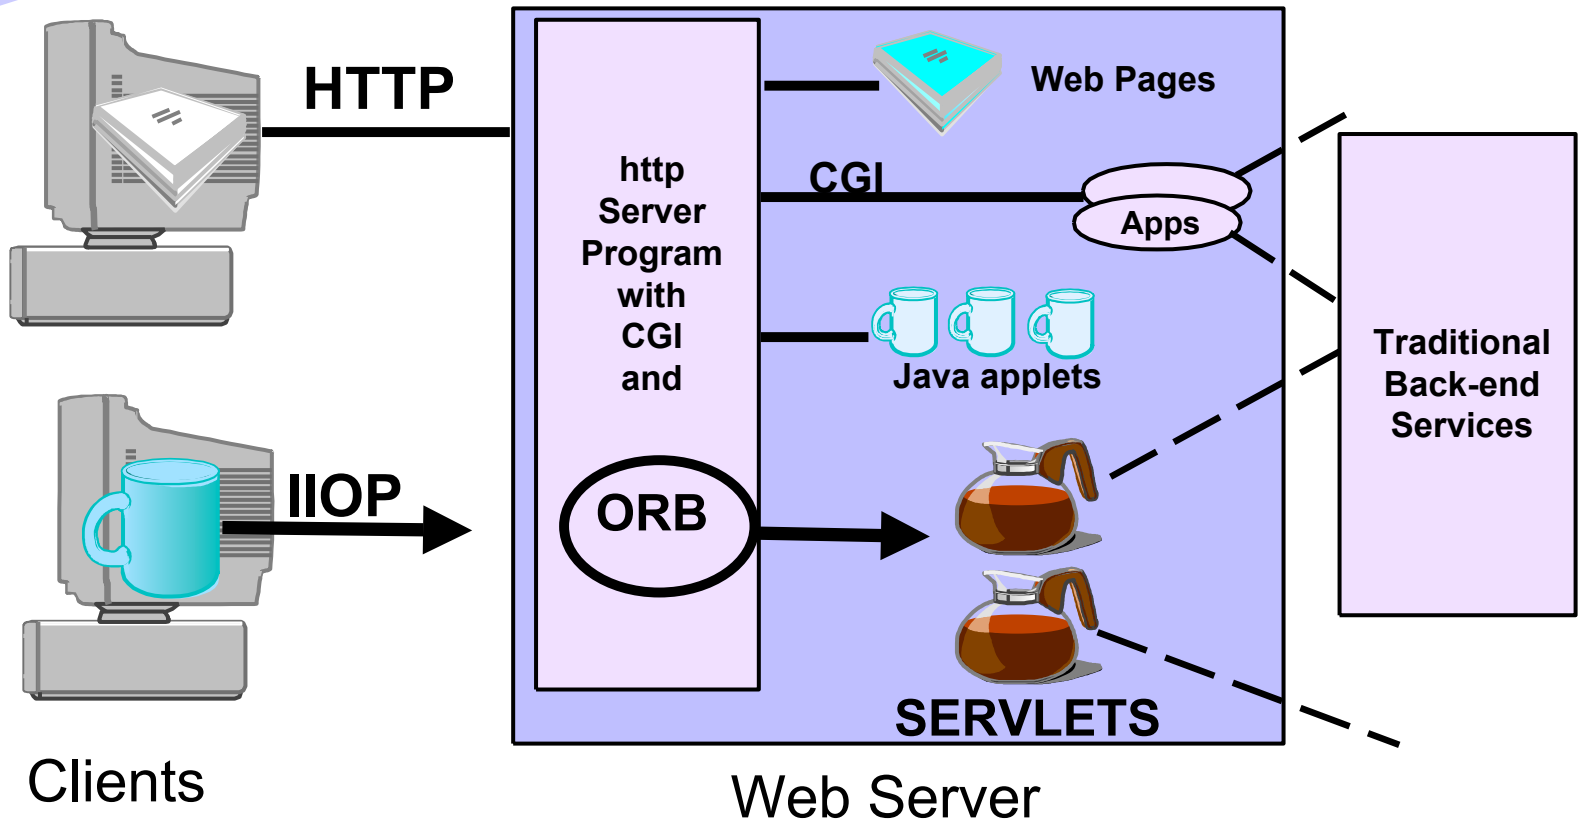 HTTP
Web Pages
http
Server
Program
with
CGI
and
CGI
Apps
Java applets
Traditional
Back-end
Services
IIOP
ORB
SERVLETS
Clients
Web Server